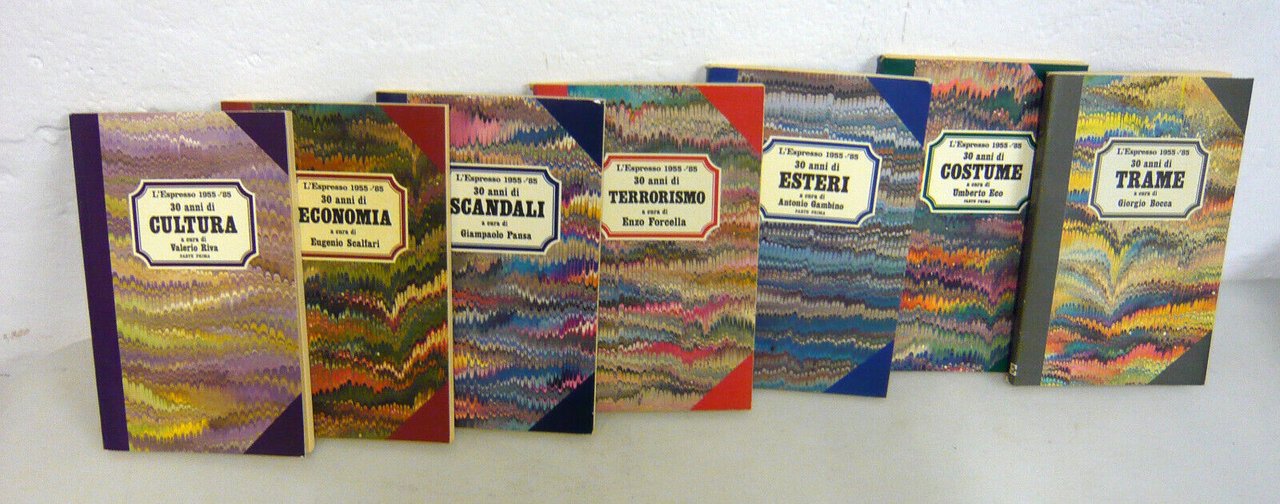 L'Espresso 1955-'85
30 anni di
CULTURA
a cura di
Valerio Riva
PARTE PRIMA
L'Espresso 1955-'85
30 anni di
ECONOMIA
a cura di
Eugenio Scalfari
L'Espresso 1955-'85
30 anni di
SCANDALI
a cura di
Giampaolo Pansa
L'Espresso 1955-'85
30 anni di
TERRORISMO
a cura di
Enzo Forcella
L'Espresso 1955-'85
30 anni di
ESTERI
a cura di
Antonio Gambino
PARTE PRIMA
L'Espresso 1955-'85
30 anni di
COSTUME
a cura di
Umberto Eco
PARTE PRIMA
L'Espresso 1955-'85
30 anni di
TRAME
a cura di
Giorgio Bocca